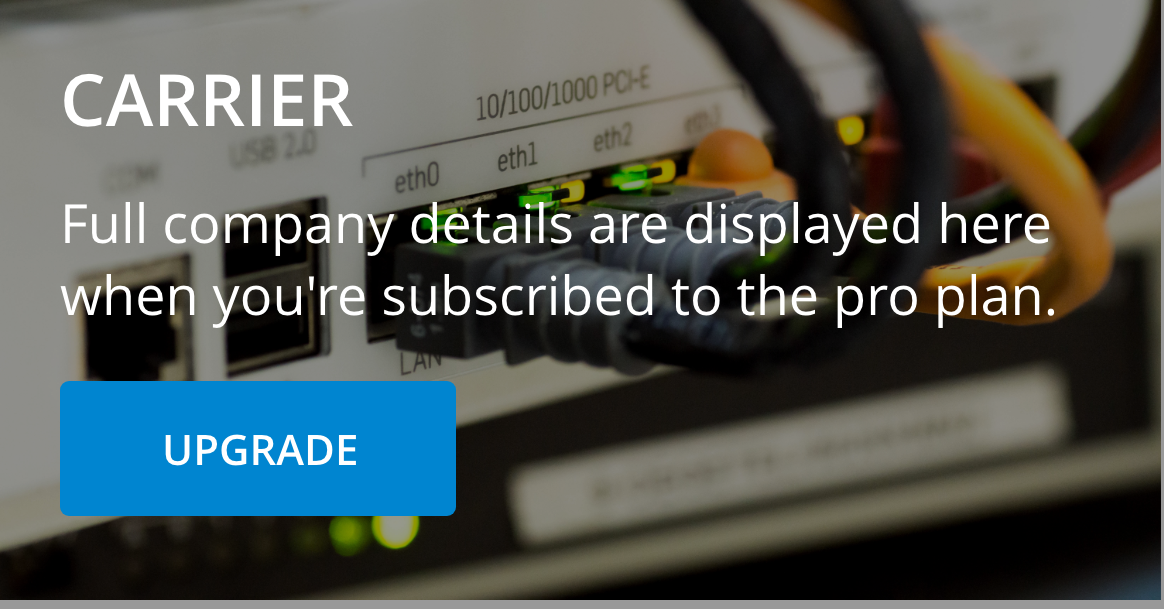 CARRIER
10/100/1000 PCI-E
COM
USB 2.0
eth0
eth1
eth2
eth3
Full company details are displayed here
when you're subscribed to the pro plan.
LAN
UPGRADE